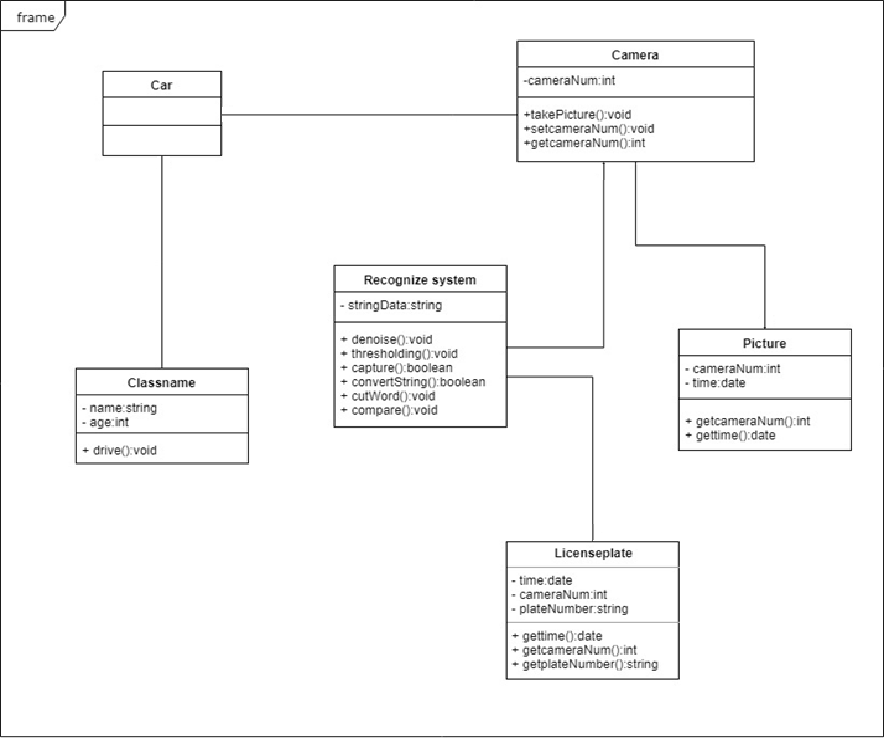 frame
Car
Camera
-cameraNum:int
+takePicture():void
+setcameraNum():void
+getcameraNum():int
Recognize system
- stringData:string
+ denoise():void
+ thresholding():void
+ capture():boolean
+ convertString():boolean
+ cutWord():void
+ compare():void
Picture
- cameraNum:int
- time:date
+ getcameraNum():int
+ gettime():date
Classname
- name:string
- age:int
+ drive():void
Licenseplate
- time:date
- cameraNum:int
- plateNumber:string
+ gettime():date
+ getcameraNum():int
+ getplateNumber():string